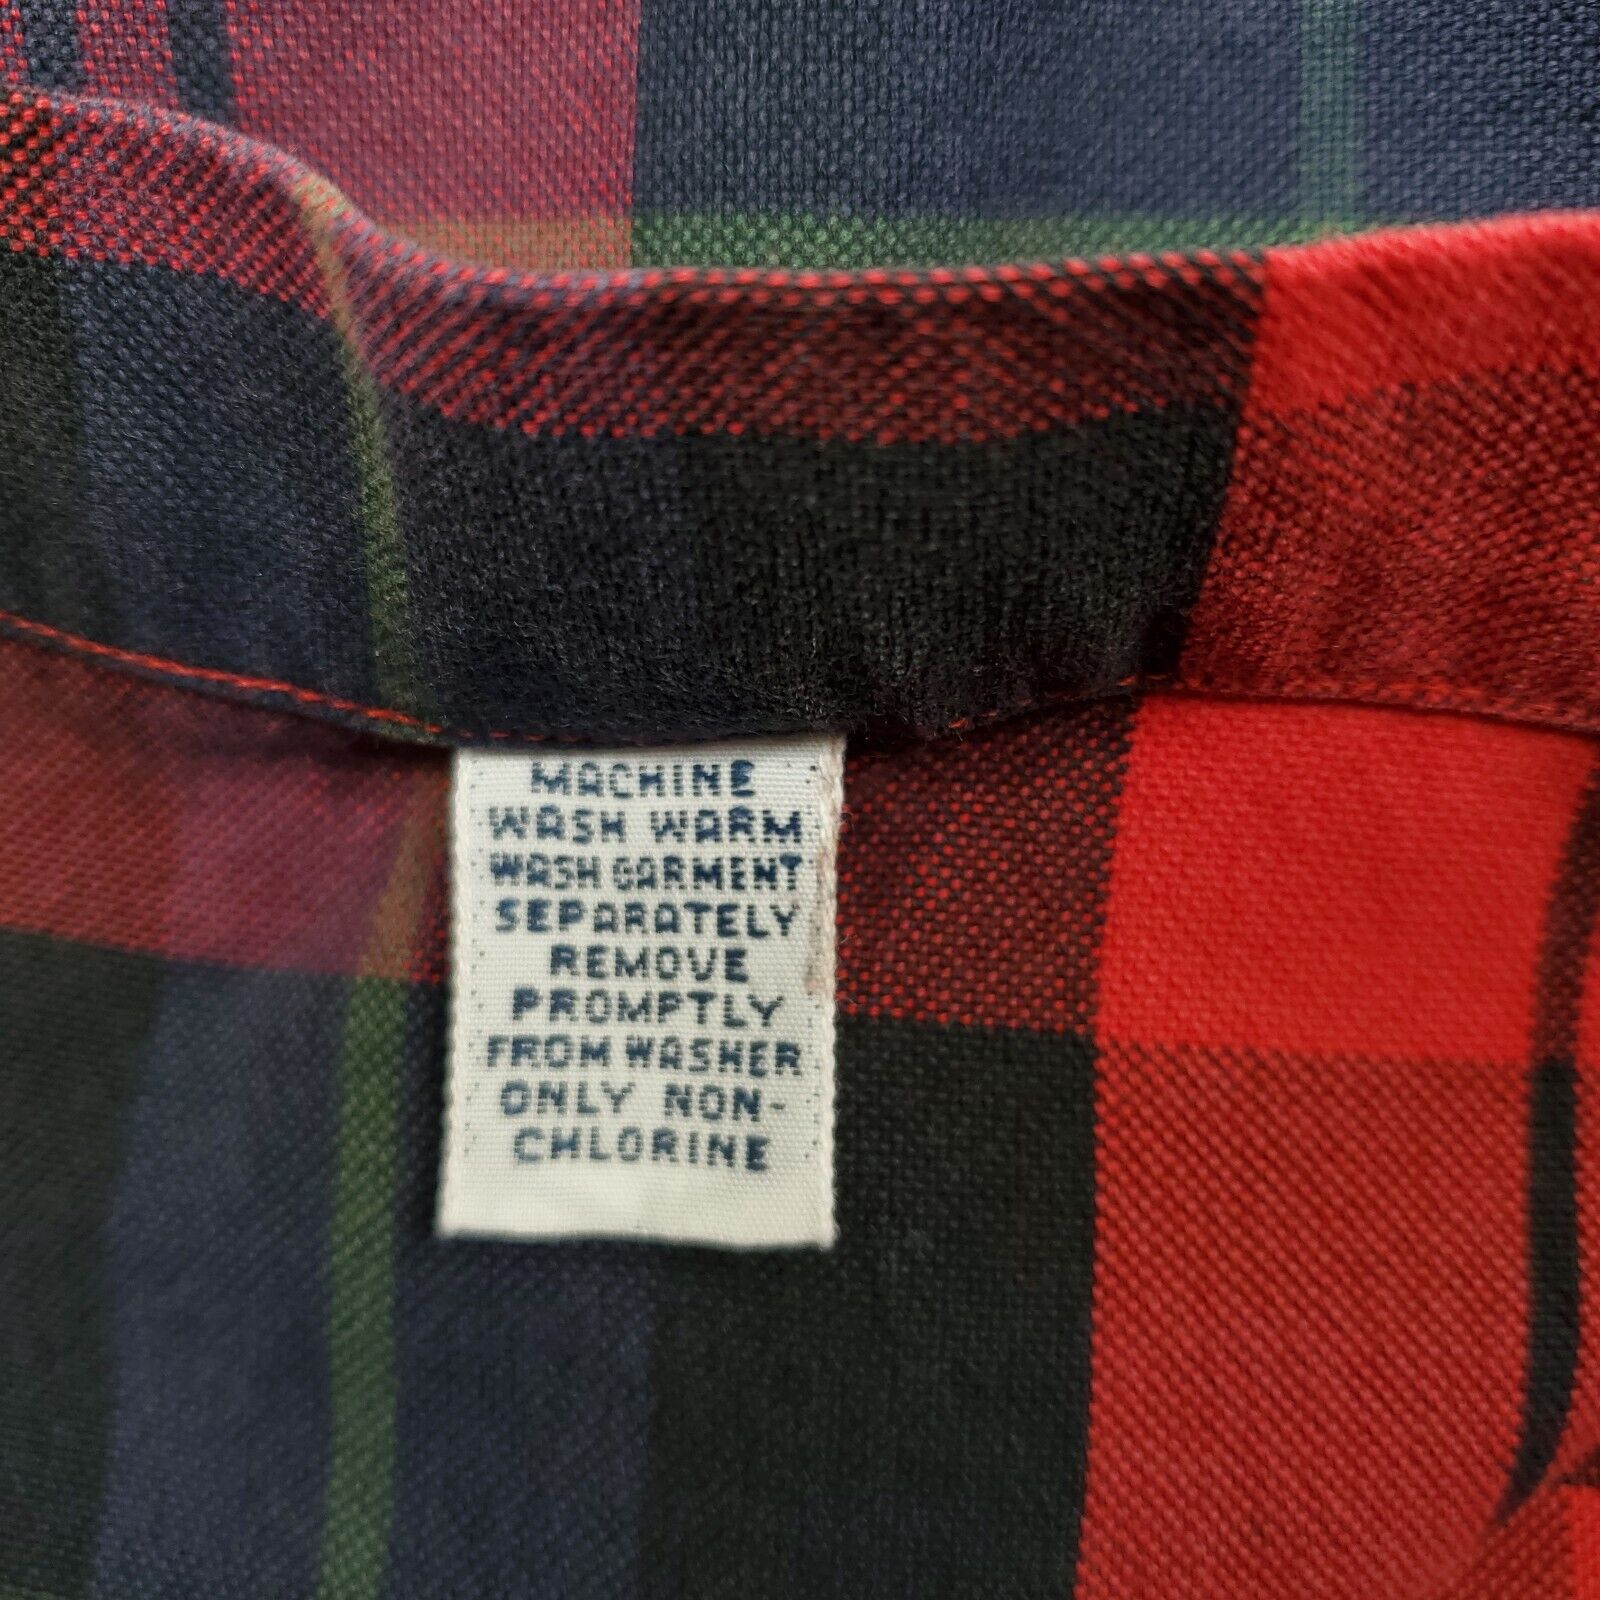 MACHINE
WASH WARM
WASH GARMENT
SEPARATELY
REMOVE
PROMPTLY
FROM WASHER
ONLY NON-
CHLORINE